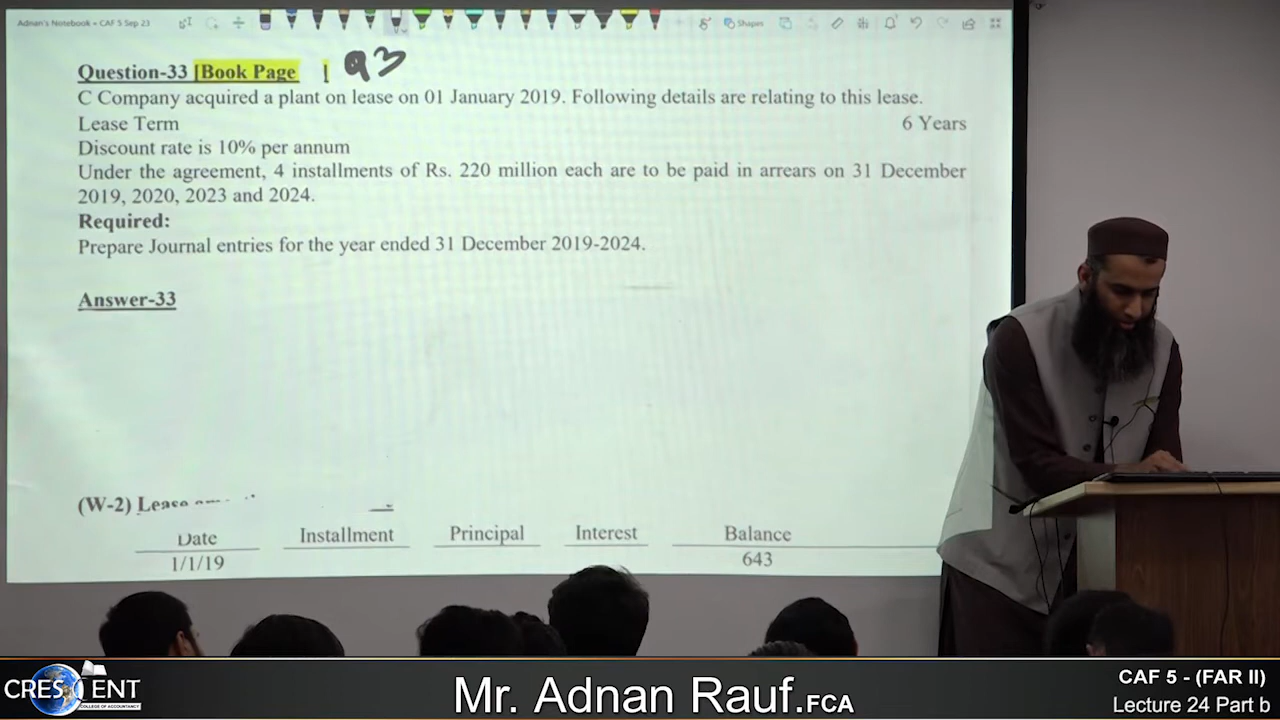 Adnan's Notebook - CAF 5 Sep 23
Shapes
Question-33 [Book Page ] 93
C Company acquired a plant on lease on 01 January 2019. Following details are relating to this lease.
Lease Term 6 Years
Discount rate is 10% per annum
Under the agreement, 4 installments of Rs. 220 million each are to be paid in arrears on 31 December
2019, 2020, 2023 and 2024.
Required:
Prepare Journal entries for the year ended 31 December 2019-2024.
Answer-33
(W-2) Lease
Date Installment Principal Interest Balance
1/1/19 643
CRESCENT
COLLEGE OF ACCOUNTANCY
Mr. Adnan Rauf.FCA
CAF 5 - (FAR II)
Lecture 24 Part b